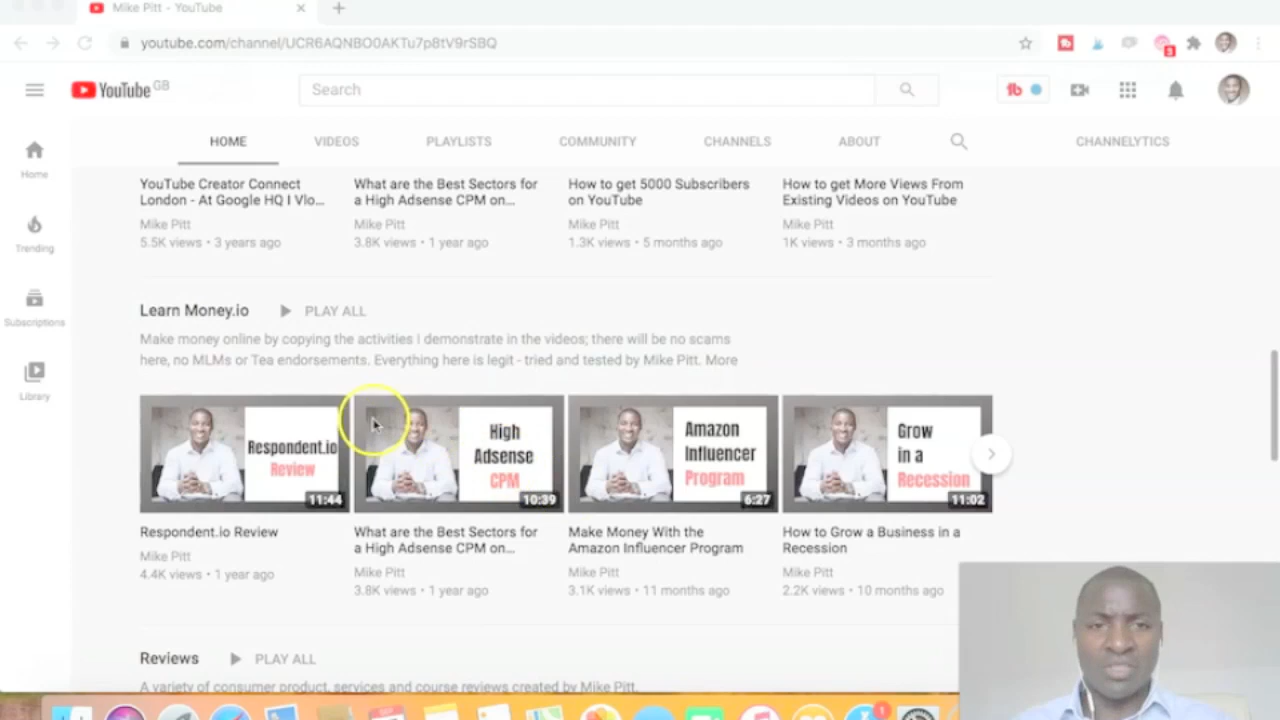 Mike Pitt - YouTube
youtube.com/channel/UCR6AQNBO0AKTu7p8tV9rSBQ
3
YouTube GB
Search
HOME
VIDEOS
PLAYLISTS
COMMUNITY
CHANNELS
ABOUT
CHANNELYTICS
Home
Trending
Subscriptions
Library
YouTube Creator Connect
London - At Google HQ I Vlo...
Mike Pitt
5.5K views • 3 years ago
What are the Best Sectors for
a High Adsense CPM on...
Mike Pitt
3.8K views • 1 year ago
How to get 5000 Subscribers
on YouTube
Mike Pitt
1.3K views • 5 months ago
How to get More Views From
Existing Videos on YouTube
Mike Pitt
1K views • 3 months ago
Learn Money.io PLAY ALL
Make money online by copying the activities I demonstrate in the videos; there will be no scams
here, no MLMs or Tea endorsements. Everything here is legit - tried and tested by Mike Pitt. More
Respondent.io
Review
11:44
High
Adsense
CPM
10:39
Amazon
Influencer
Program
6:27
Grow
in a
Recession
11:02
Respondent.io Review
Mike Pitt
4.4K views • 1 year ago
What are the Best Sectors for
a High Adsense CPM on...
Mike Pitt
3.8K views • 1 year ago
Make Money With the
Amazon Influencer Program
Mike Pitt
3.1K views • 11 months ago
How to Grow a Business in a
Recession
Mike Pitt
2.2K views • 10 months ago
Reviews PLAY ALL
A variety of consumer product, services and course reviews created by Mike Pitt.